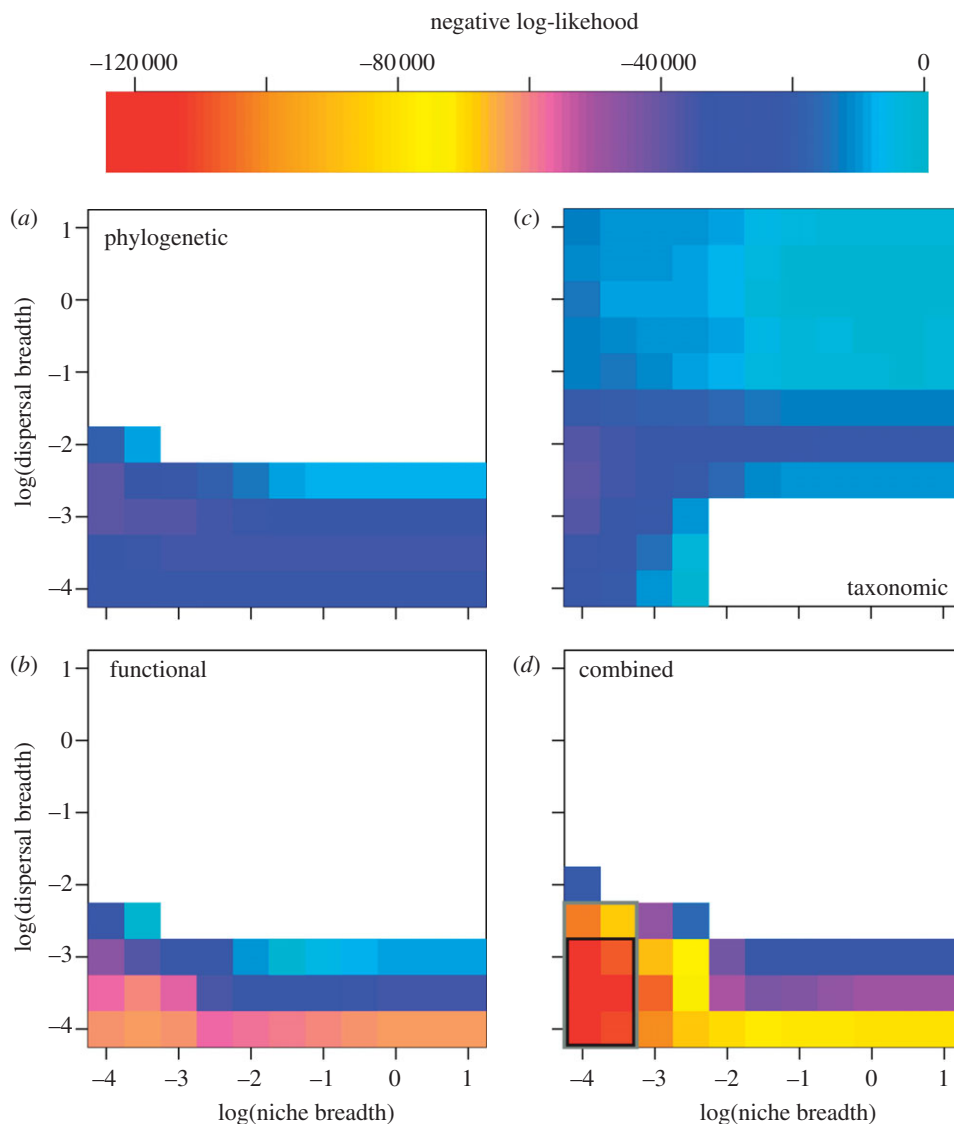 negative log-likehood
−120 000 −80 000 −40 000 0
(a) phylogenetic
(c) taxonomic
log(dispersal breadth)
1
0
−1
−2
−3
−4
(b) functional
(d) combined
log(dispersal breadth)
1
0
−1
−2
−3
−4
−4 −3 −2 −1 0 1
−4 −3 −2 −1 0 1
log(niche breadth)
log(niche breadth)